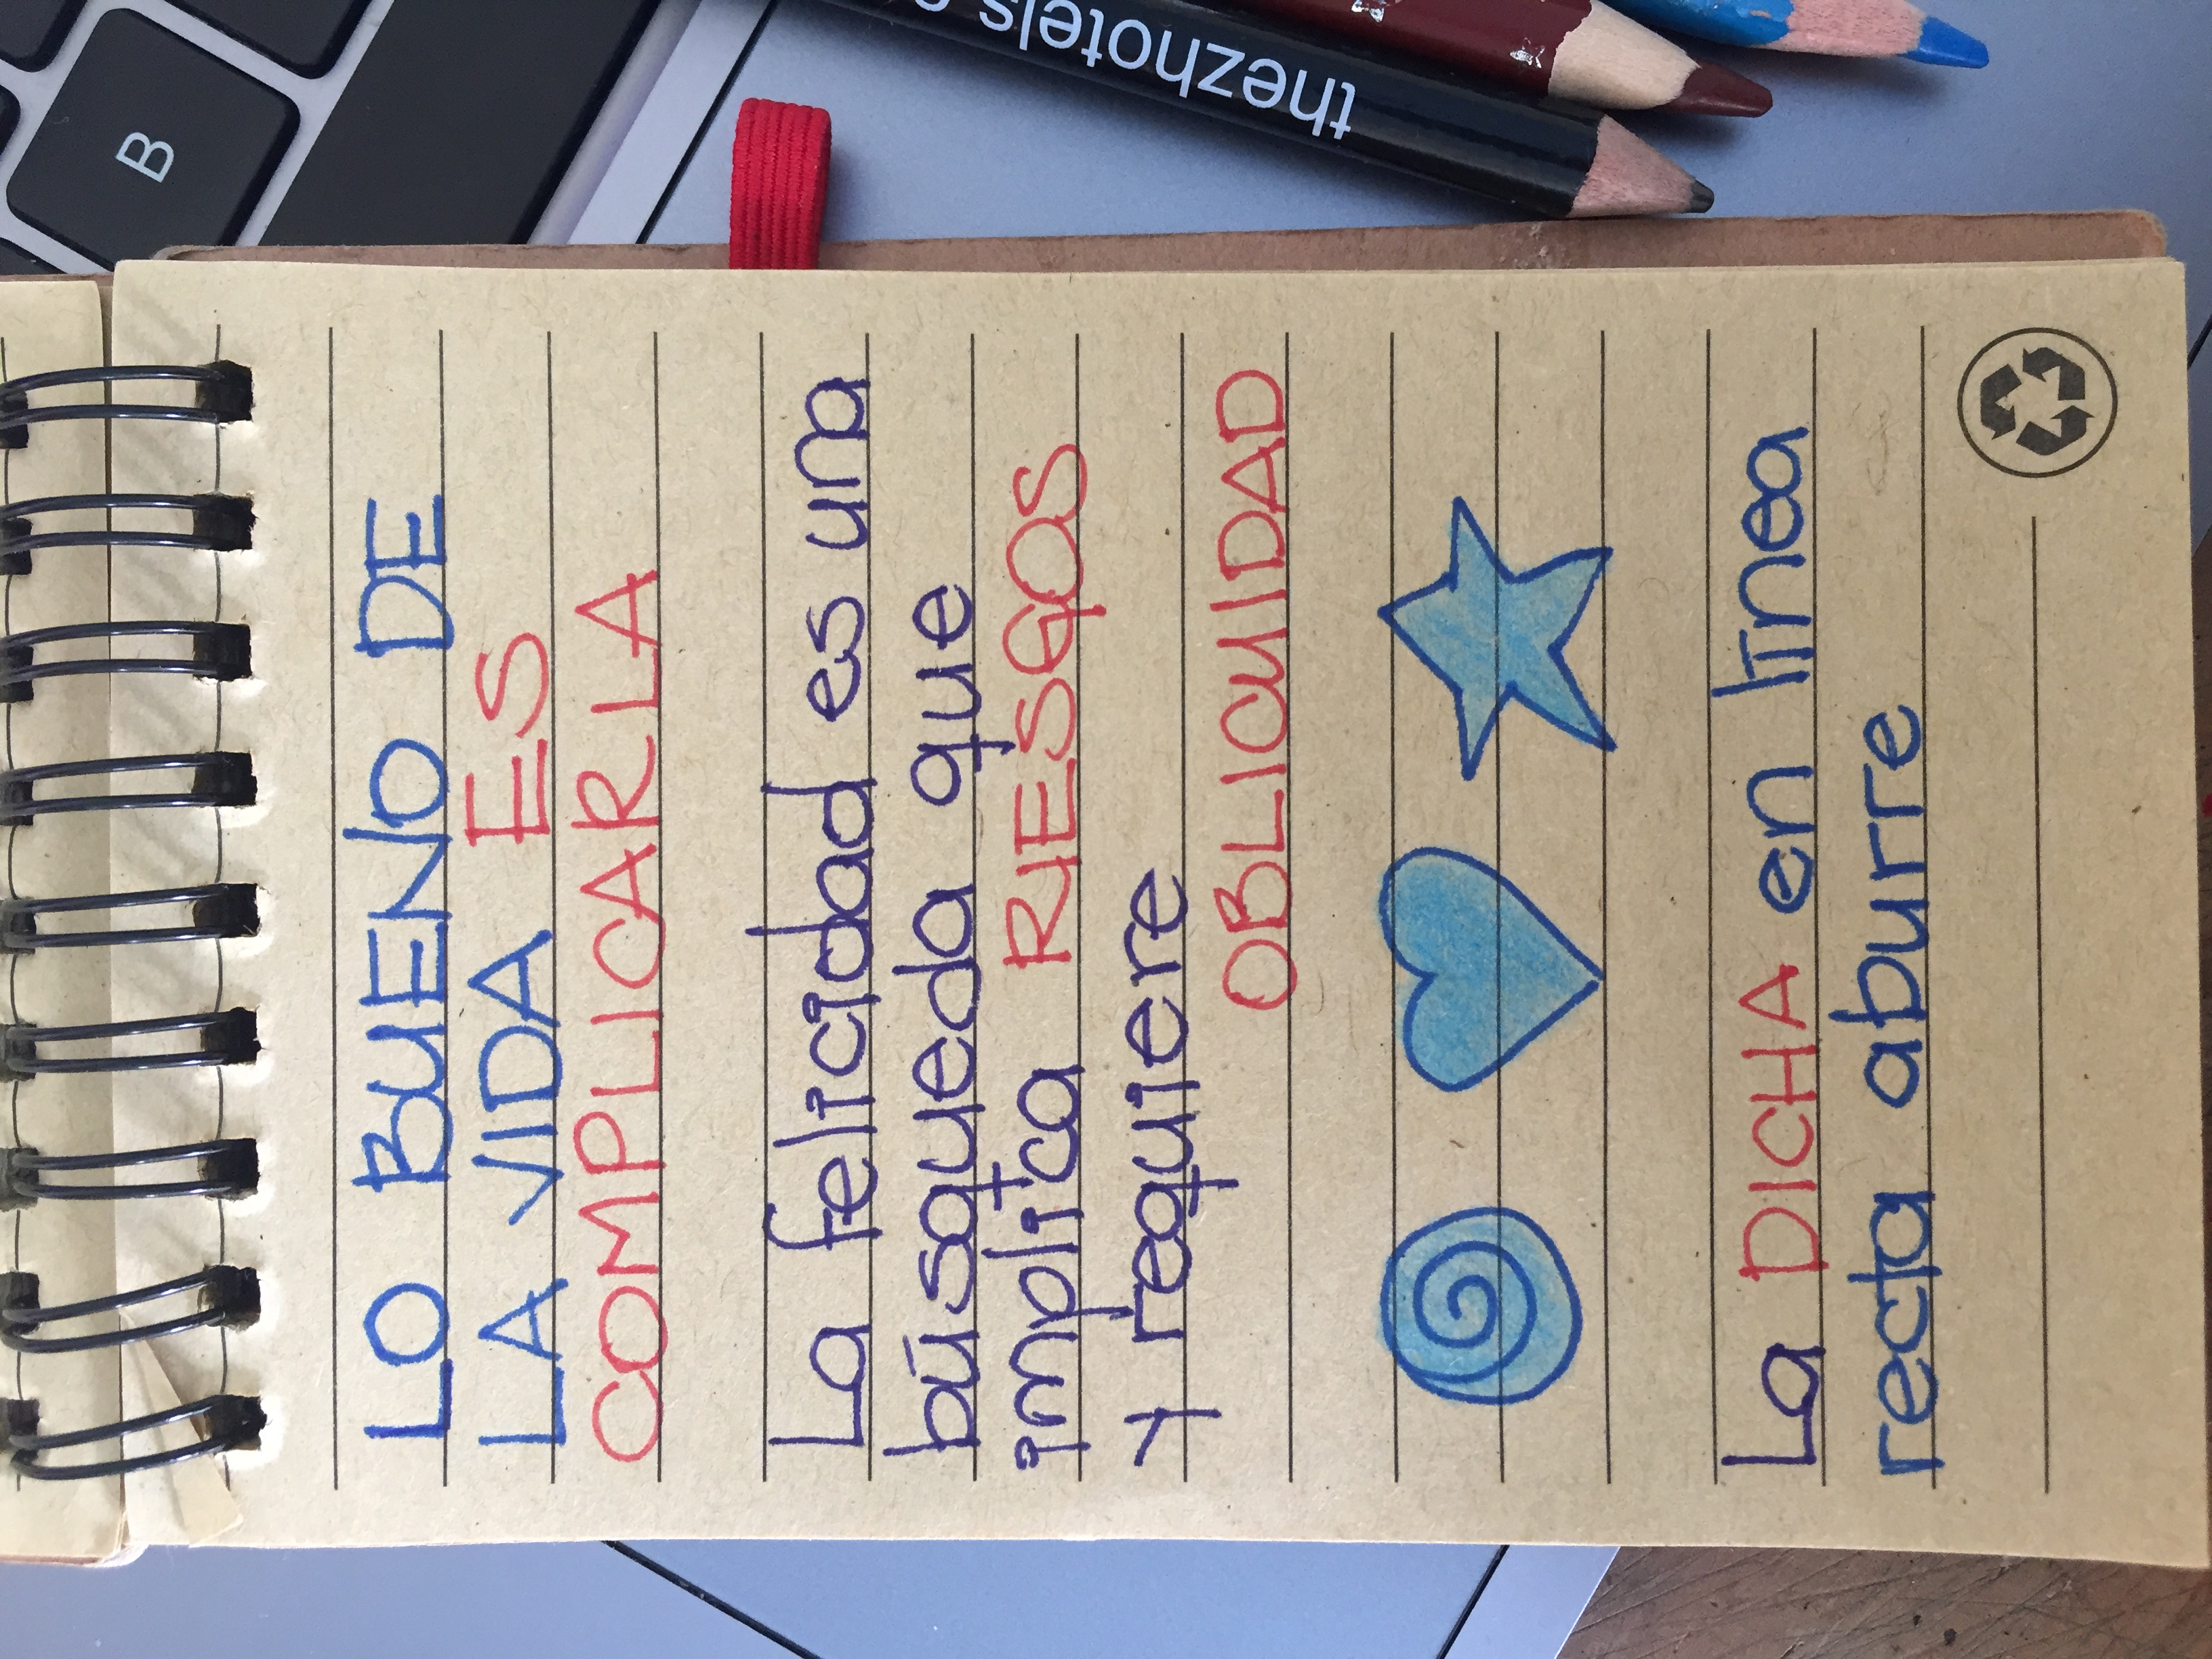 B
LO BUENO DE
LA VIDA ES
COMPLICARLA
La felicidad es una
búsqueda que
implica RIESGOS
y requiere
OBLICUIDAD
La DICHA en línea
recta aburre
thezhotels.